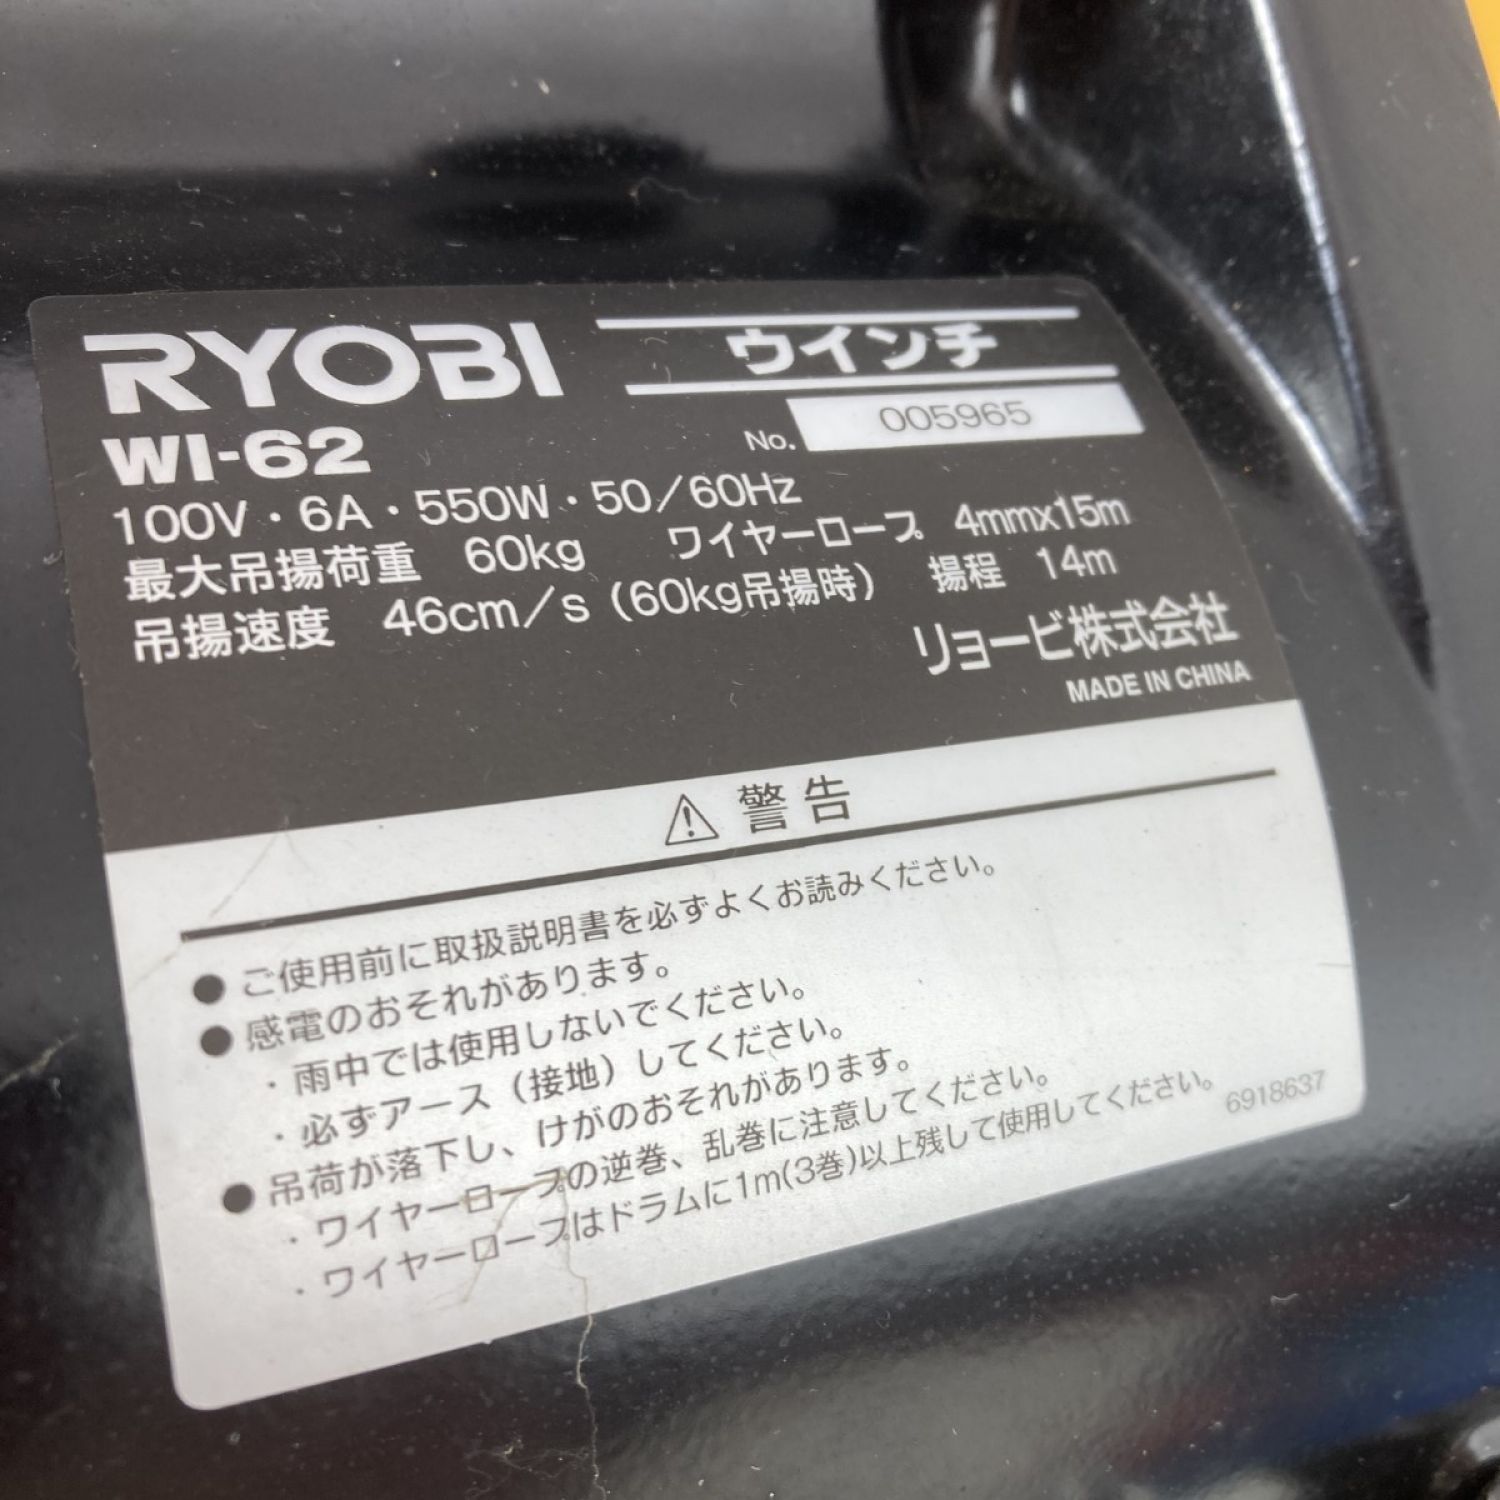 RYOBI ウインチ
WI-62 No. 005965
100V・6A・550W・50/60Hz
最大吊揚荷重 60kg ワイヤーロープ 4mmx15m
吊揚速度 46cm/s(60kg吊揚時) 揚程 14m
リョービ株式会社
MADE IN CHINA
⚠ 警告
●ご使用前に取扱説明書を必ずよくお読みください。
●感電のおそれがあります。
・雨中では使用しないでください。
・必ずアース(接地)してください。
●吊荷が落下し、けがのおそれがあります。
・ワイヤーロープの逆巻、乱巻に注意してください。
・ワイヤーロープはドラムに1m(3巻)以上残して使用してください。
6918637